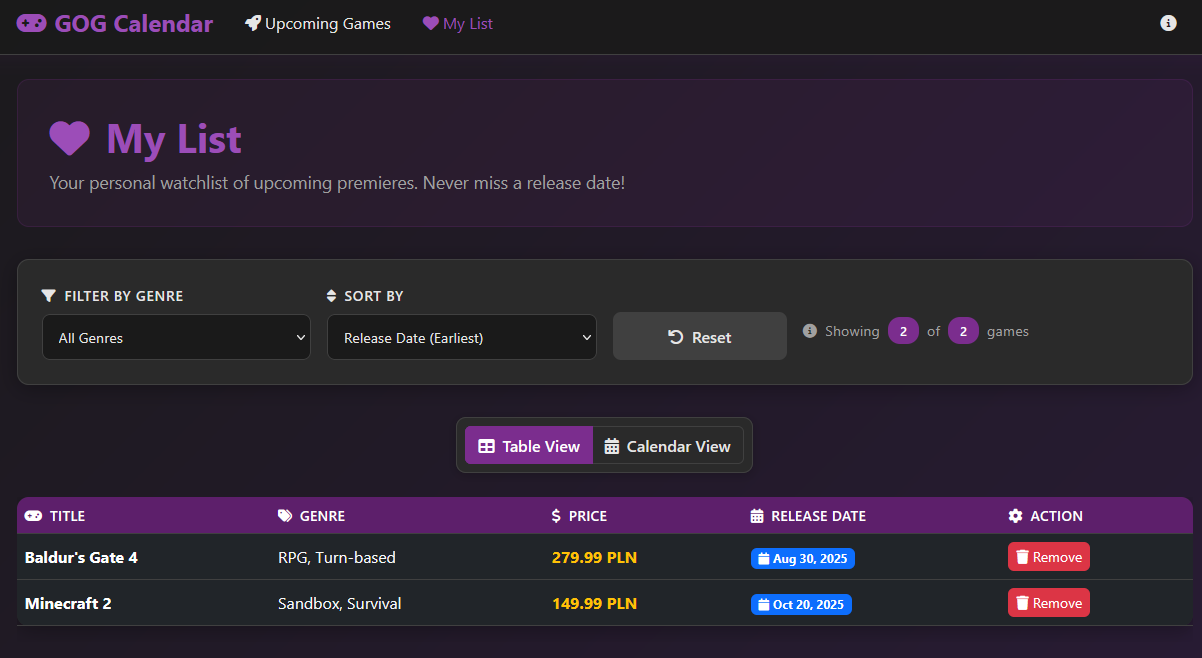 GOG Calendar Upcoming Games My List
My List
Your personal watchlist of upcoming premieres. Never miss a release date!
FILTER BY GENRE SORT BY
All Genres Release Date (Earliest) Reset Showing 2 of 2 games
Table View Calendar View
TITLE GENRE PRICE RELEASE DATE ACTION
Baldur's Gate 4 RPG, Turn-based 279.99 PLN Aug 30, 2025 Remove
Minecraft 2 Sandbox, Survival 149.99 PLN Oct 20, 2025 Remove